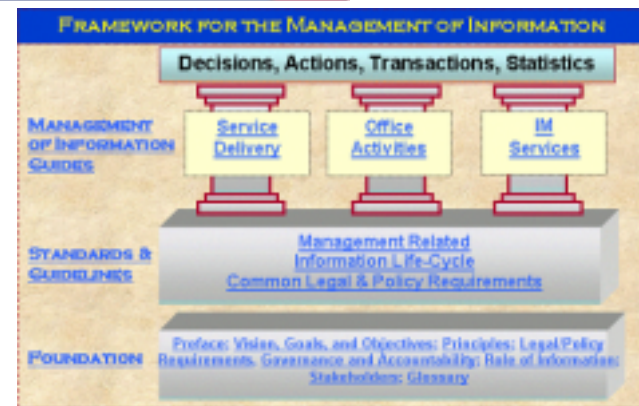 FRAMEWORK FOR THE MANAGEMENT OF INFORMATION
Decisions, Actions, Transactions, Statistics
MANAGEMENT
OF INFORMATION
GUIDES
Service
Delivery
Office
Activities
IM
Services
STANDARDS &
GUIDELINES
Management Related
Information Life-Cycle
Common Legal & Policy Requirements
FOUNDATION
Preface; Vision, Goals, and Objectives; Principles; Legal/Policy
Requirements, Governance and Accountability; Role of Information;
Stakeholders; Glossary